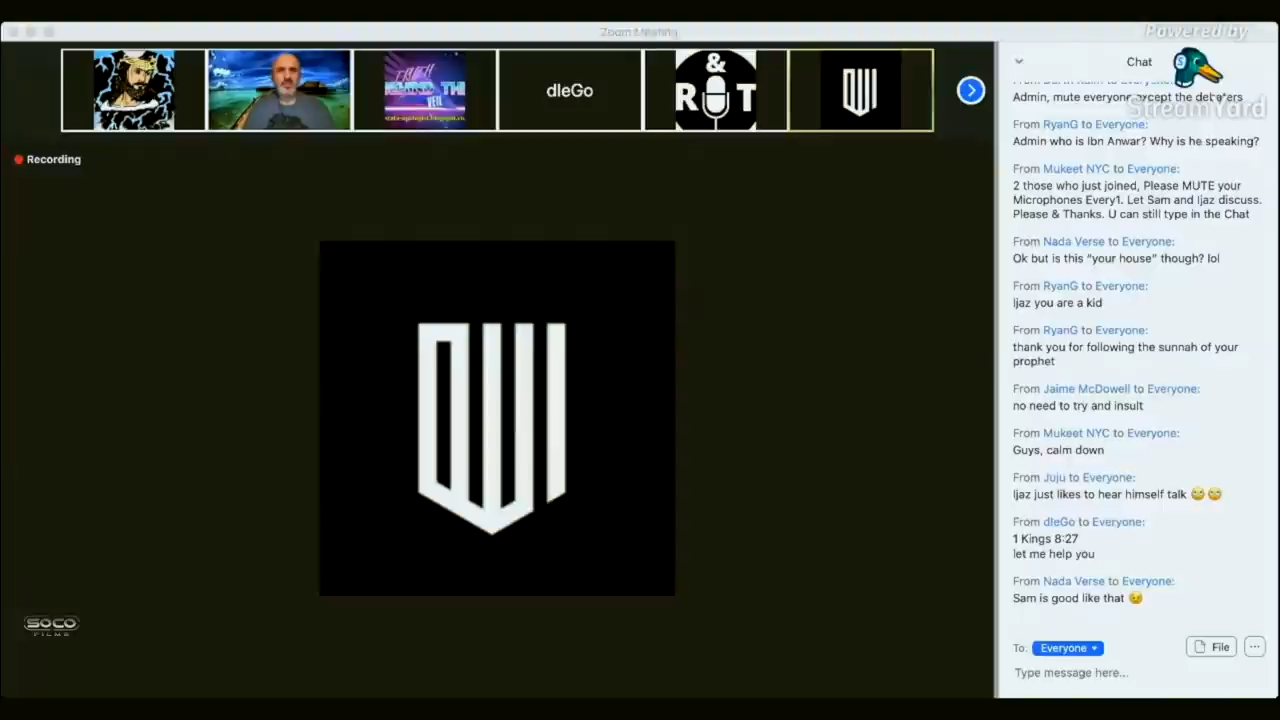 Zoom Meeting
Powered by
StreamYard
BEHIND THE
VEIL
dleGo
&
R T
Recording
SOCO
FILMS
Chat
Admin, mute everyone except the debaters
From RyanG to Everyone:
Admin who is Ibn Anwar? Why is he speaking?
From Mukeet NYC to Everyone:
2 those who just joined, Please MUTE your
Microphones Every1. Let Sam and Ijaz discuss.
Please & Thanks. U can still type in the Chat
From Nada Verse to Everyone:
Ok but is this “your house” though? lol
From RyanG to Everyone:
Ijaz you are a kid
From RyanG to Everyone:
thank you for following the sunnah of your
prophet
From Jaime McDowell to Everyone:
no need to try and insult
From Mukeet NYC to Everyone:
Guys, calm down
From Juju to Everyone:
Ijaz just likes to hear himself talk 😄 😄
From dleGo to Everyone:
1 Kings 8:27
let me help you
From Nada Verse to Everyone:
Sam is good like that 😉
To: Everyone
File
Type message here...